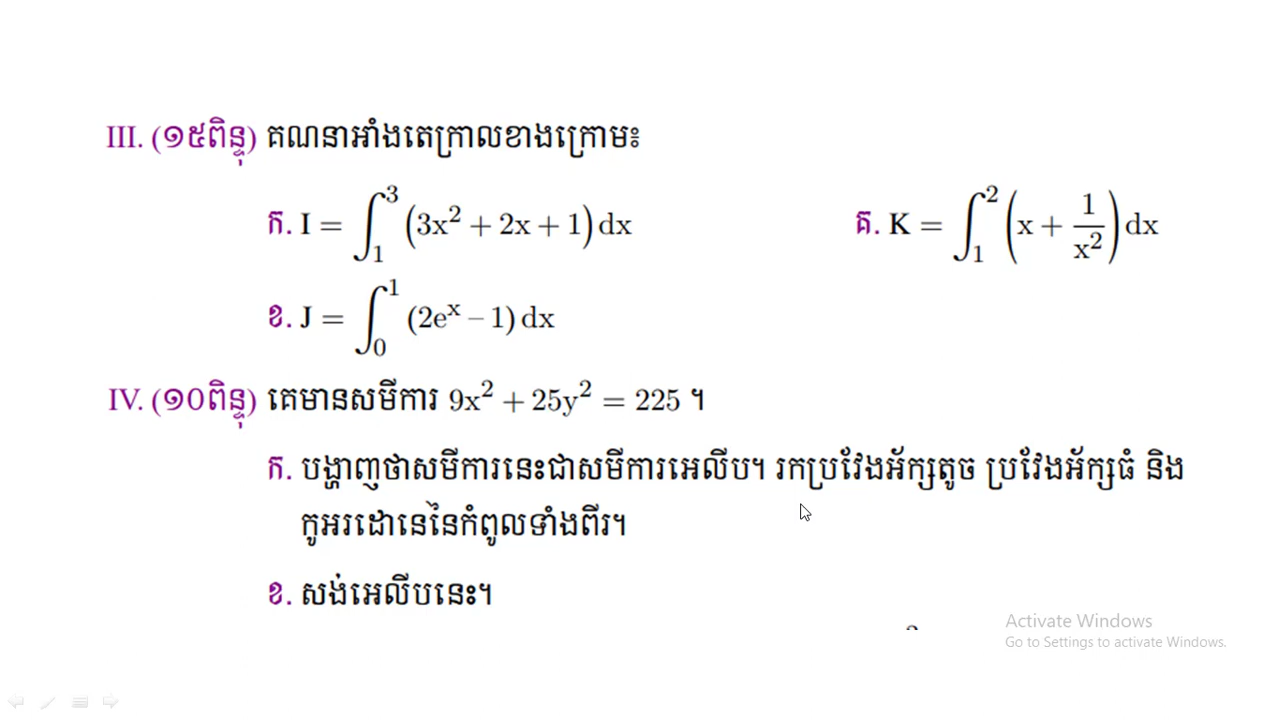 III. (១៥ពិន្ទុ) គណនាអាំងតេក្រាលខាងក្រោម៖
ក. I = ∫₁³ (3x² + 2x + 1) dx
គ. K = ∫₁² (x + 1/x²) dx
ខ. J = ∫₀¹ (2eˣ – 1) dx
IV. (១០ពិន្ទុ) គេមានសមីការ 9x² + 25y² = 225 ។
ក. បង្ហាញថាសមីការនេះជាសមីការអេលីប។ រកប្រវែងអ័ក្សតូច ប្រវែងអ័ក្សធំ និង
កូអរដោនេនៃកំពូលទាំងពីរ។
ខ. សង់អេលីបនេះ។
Activate Windows
Go to Settings to activate Windows.